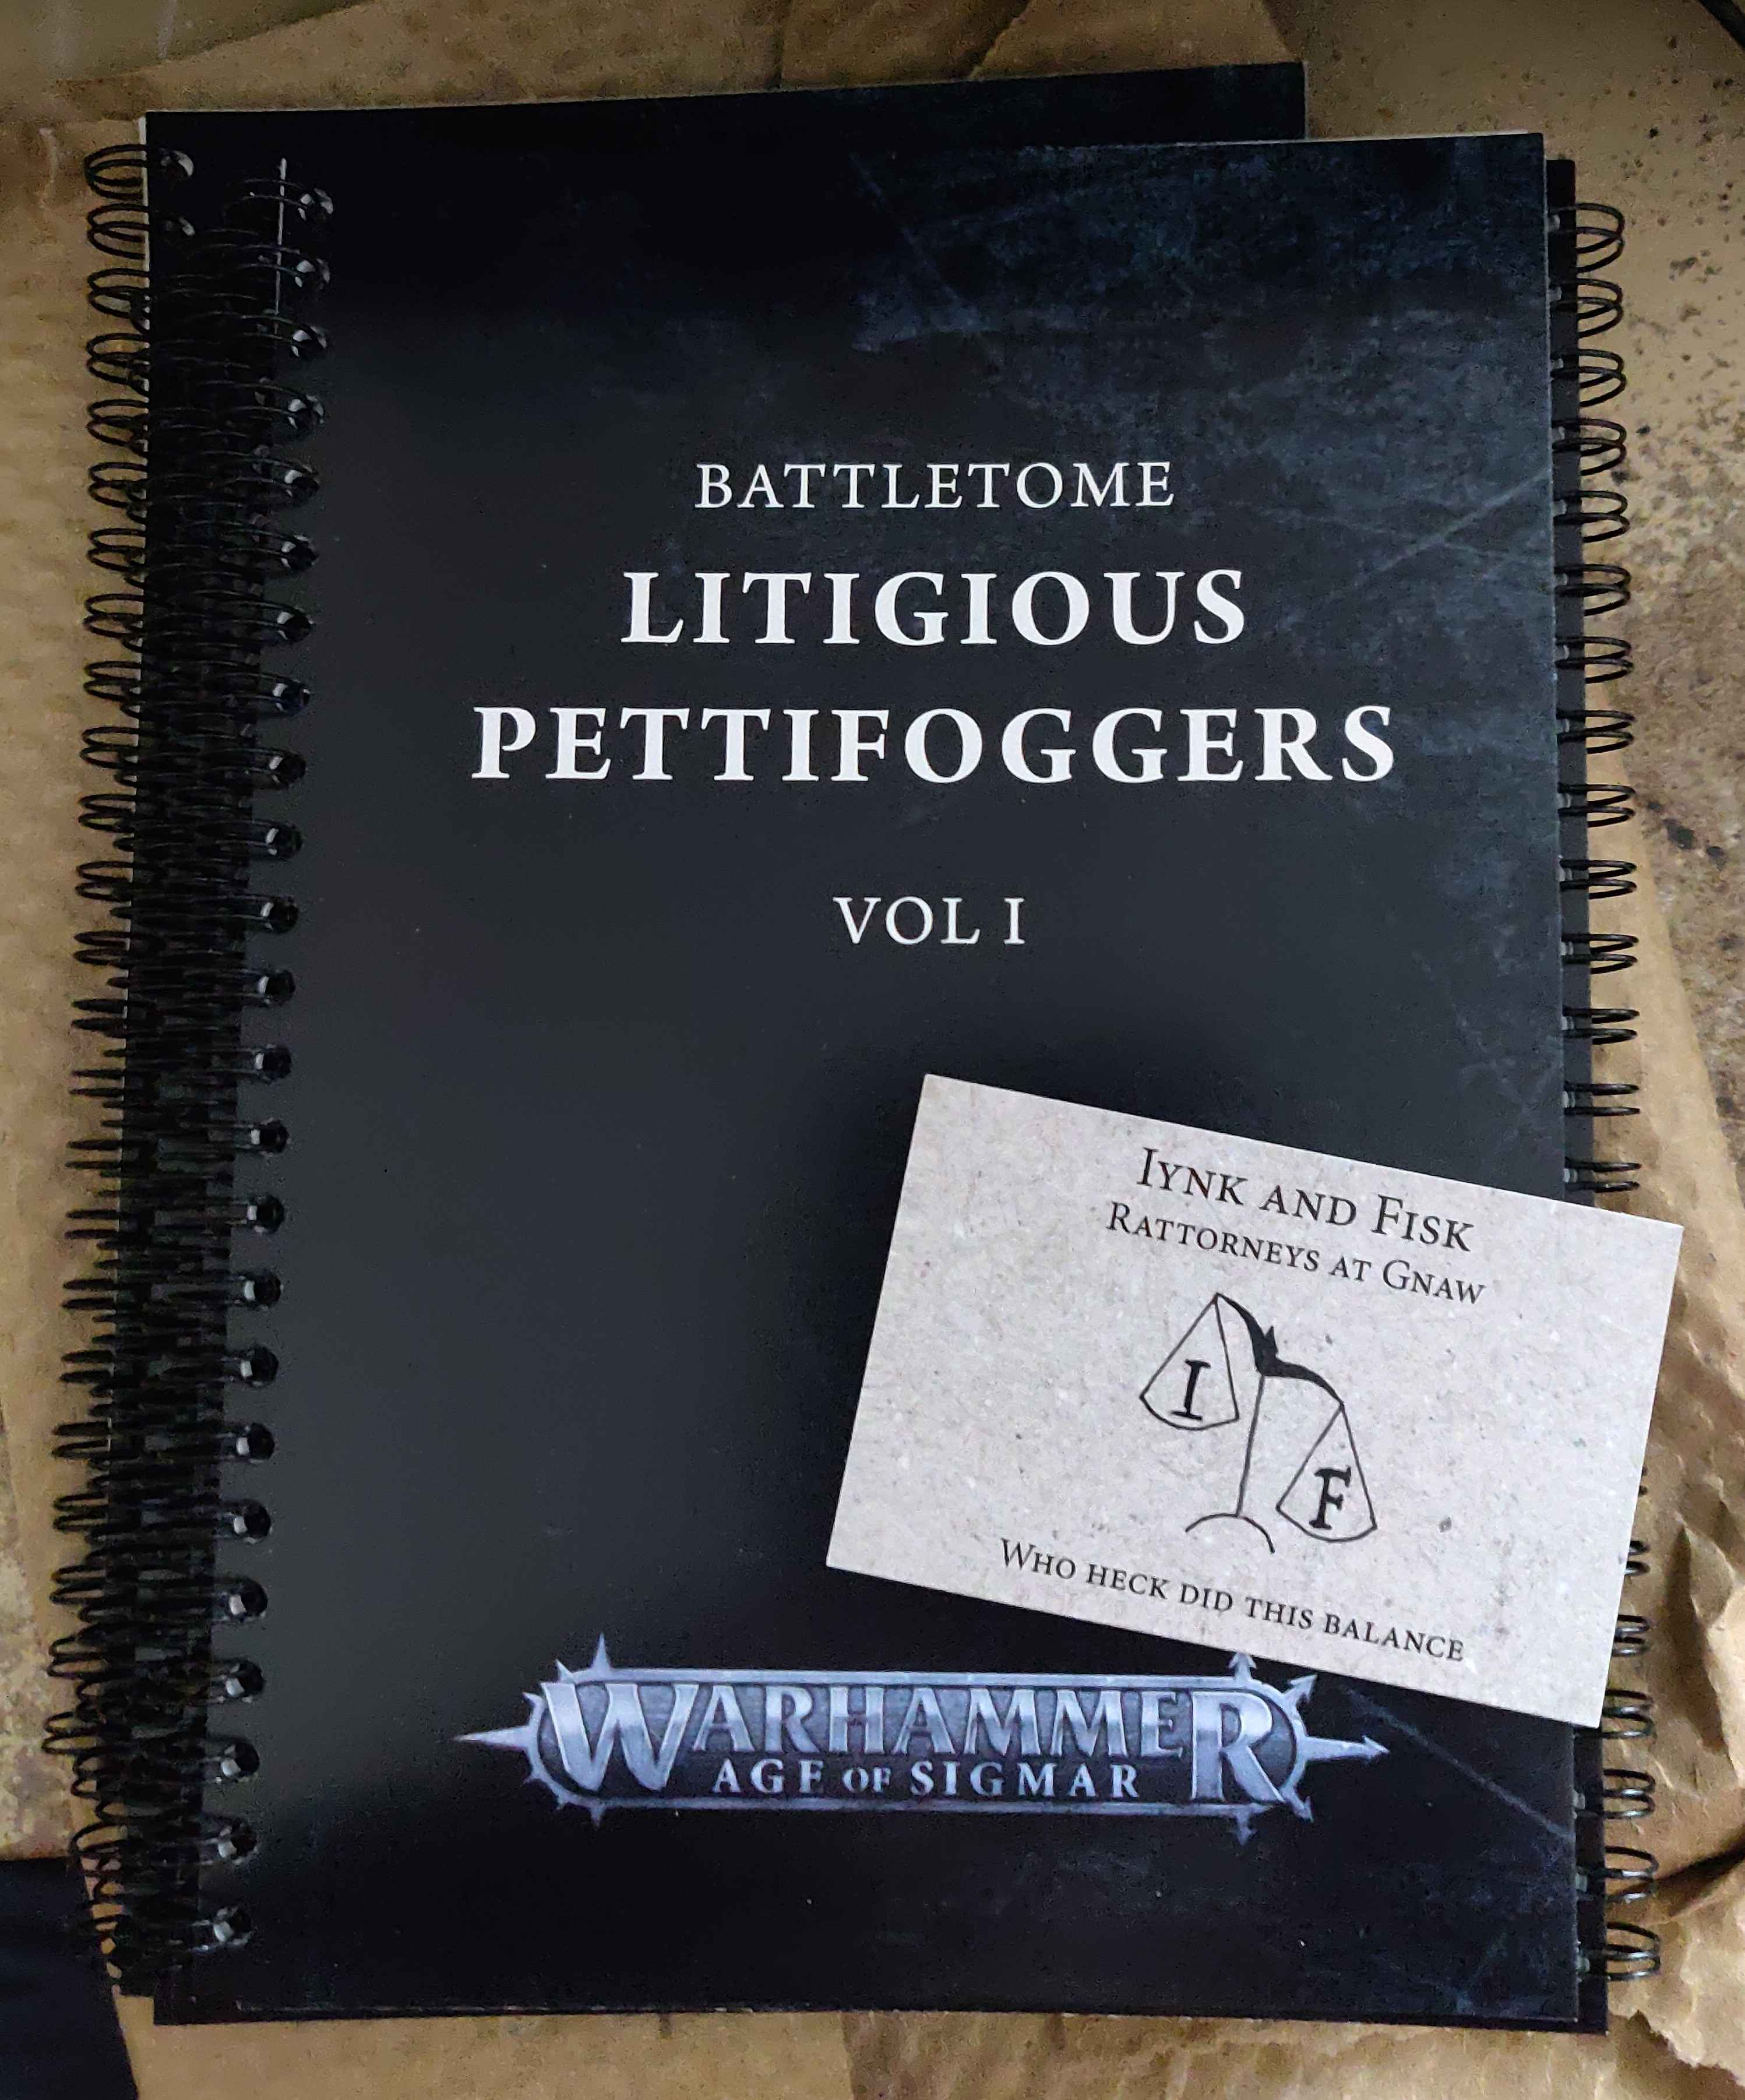 BATTLETOME
LITIGIOUS
PETTIFOGGERS
VOL I
IYNK AND FISK
RATTORNEYS AT GNAW
I
F
WHO HECK DID THIS BALANCE
WARHAMMER
AGE OF SIGMAR